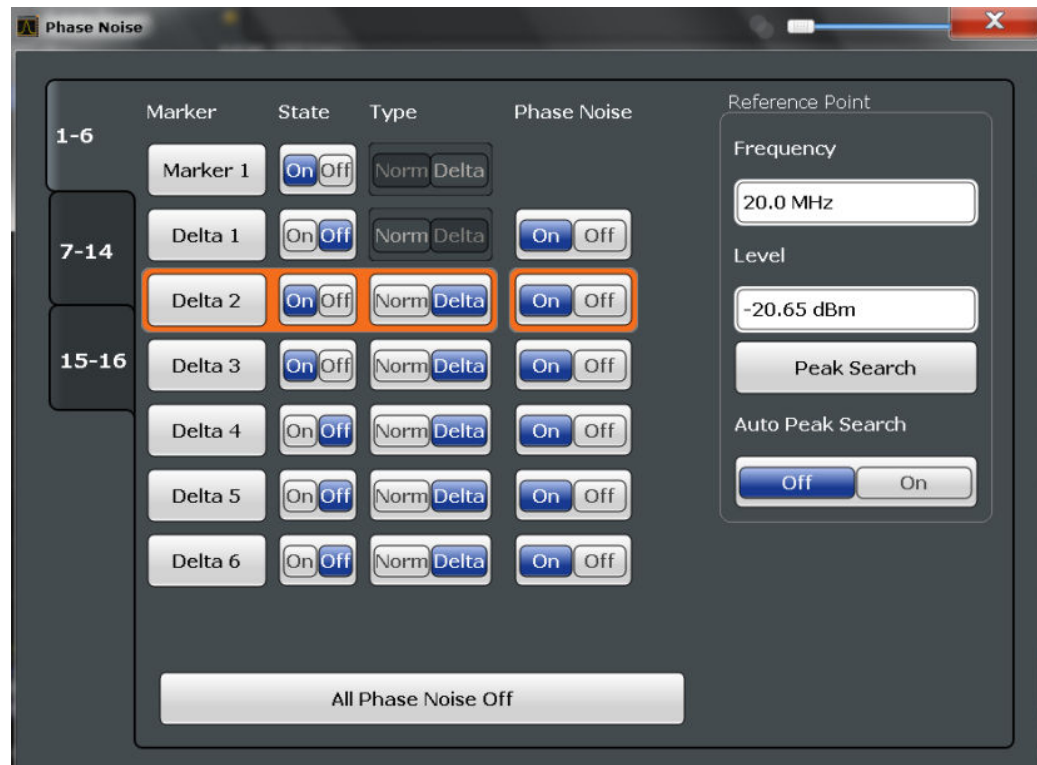 Phase Noise
X
1-6
7-14
15-16
Marker State Type Phase Noise
Marker 1 On Off Norm Delta
Delta 1 On Off Norm Delta On Off
Delta 2 On Off Norm Delta On Off
Delta 3 On Off Norm Delta On Off
Delta 4 On Off Norm Delta On Off
Delta 5 On Off Norm Delta On Off
Delta 6 On Off Norm Delta On Off
All Phase Noise Off
Reference Point
Frequency
20.0 MHz
Level
-20.65 dBm
Peak Search
Auto Peak Search
Off On